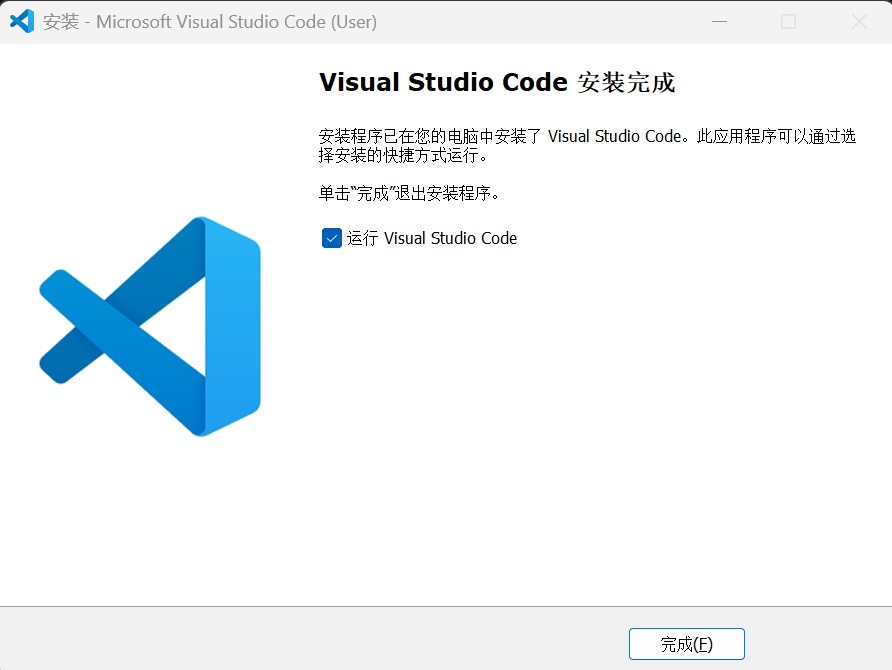 安装 - Microsoft Visual Studio Code (User)
Visual Studio Code 安装完成
安装程序已在您的电脑中安装了 Visual Studio Code。此应用程序可以通过选
择安装的快捷方式运行。
单击“完成”退出安装程序。
运行 Visual Studio Code
完成(F)